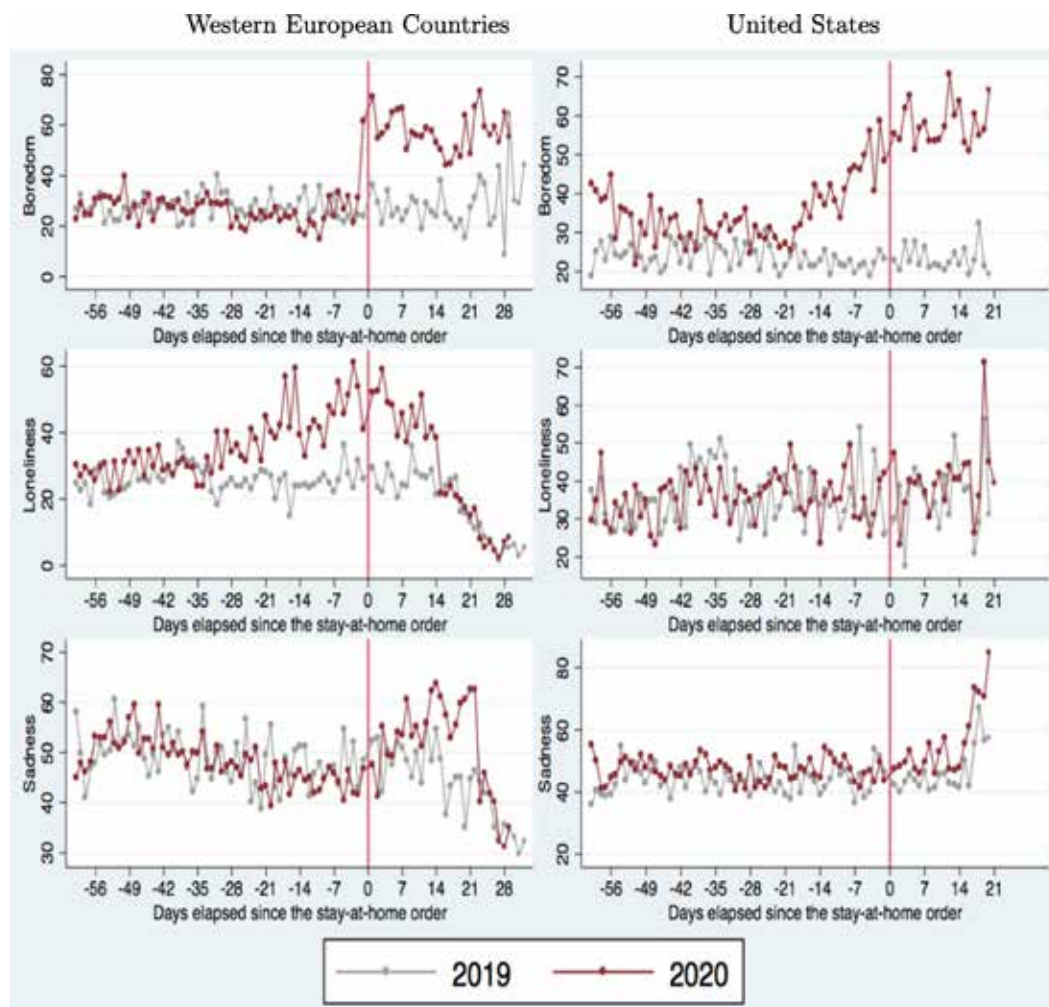 Western European Countries
United States
Boredom
80
60
40
20
0
-56 -49 -42 -35 -28 -21 -14 -7 0 7 14 21 28
Days elapsed since the stay-at-home order
Boredom
70
60
50
40
30
20
-56 -49 -42 -35 -28 -21 -14 -7 0 7 14 21
Days elapsed since the stay-at-home order
Loneliness
60
40
20
0
-56 -49 -42 -35 -28 -21 -14 -7 0 7 14 21 28
Days elapsed since the stay-at-home order
Loneliness
70
60
50
40
30
20
-56 -49 -42 -35 -28 -21 -14 -7 0 7 14 21
Days elapsed since the stay-at-home order
Sadness
70
60
50
40
30
-56 -49 -42 -35 -28 -21 -14 -7 0 7 14 21 28
Days elapsed since the stay-at-home order
Sadness
80
60
40
20
-56 -49 -42 -35 -28 -21 -14 -7 0 7 14 21
Days elapsed since the stay-at-home order
2019 2020